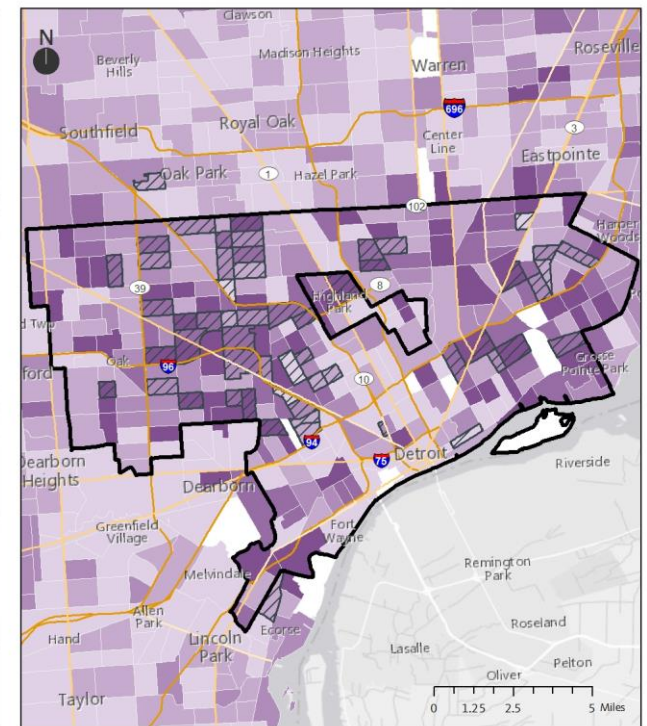 Clawson
N
Beverly
Hills
Madison Heights
Warren
Roseville
696
Southfield
Royal Oak
Center
Line
3
Eastpointe
Oak Park
1
Hazel Park
102
Harper
Woods
39
8
Highland
Park
d Twp
Oak
96
ford
10
Grosse
Pointe Park
94
75
Detroit
Riverside
Dearborn
Heights
Dearborn
Greenfield
Village
Fort
Wayne
Melvindale
Remington
Park
Allen
Park
Hand
Lincoln
Park
Ecorse
Roseland
Lasalle
Pelton
Oliver
Taylor
0 1.25 2.5 5 Miles